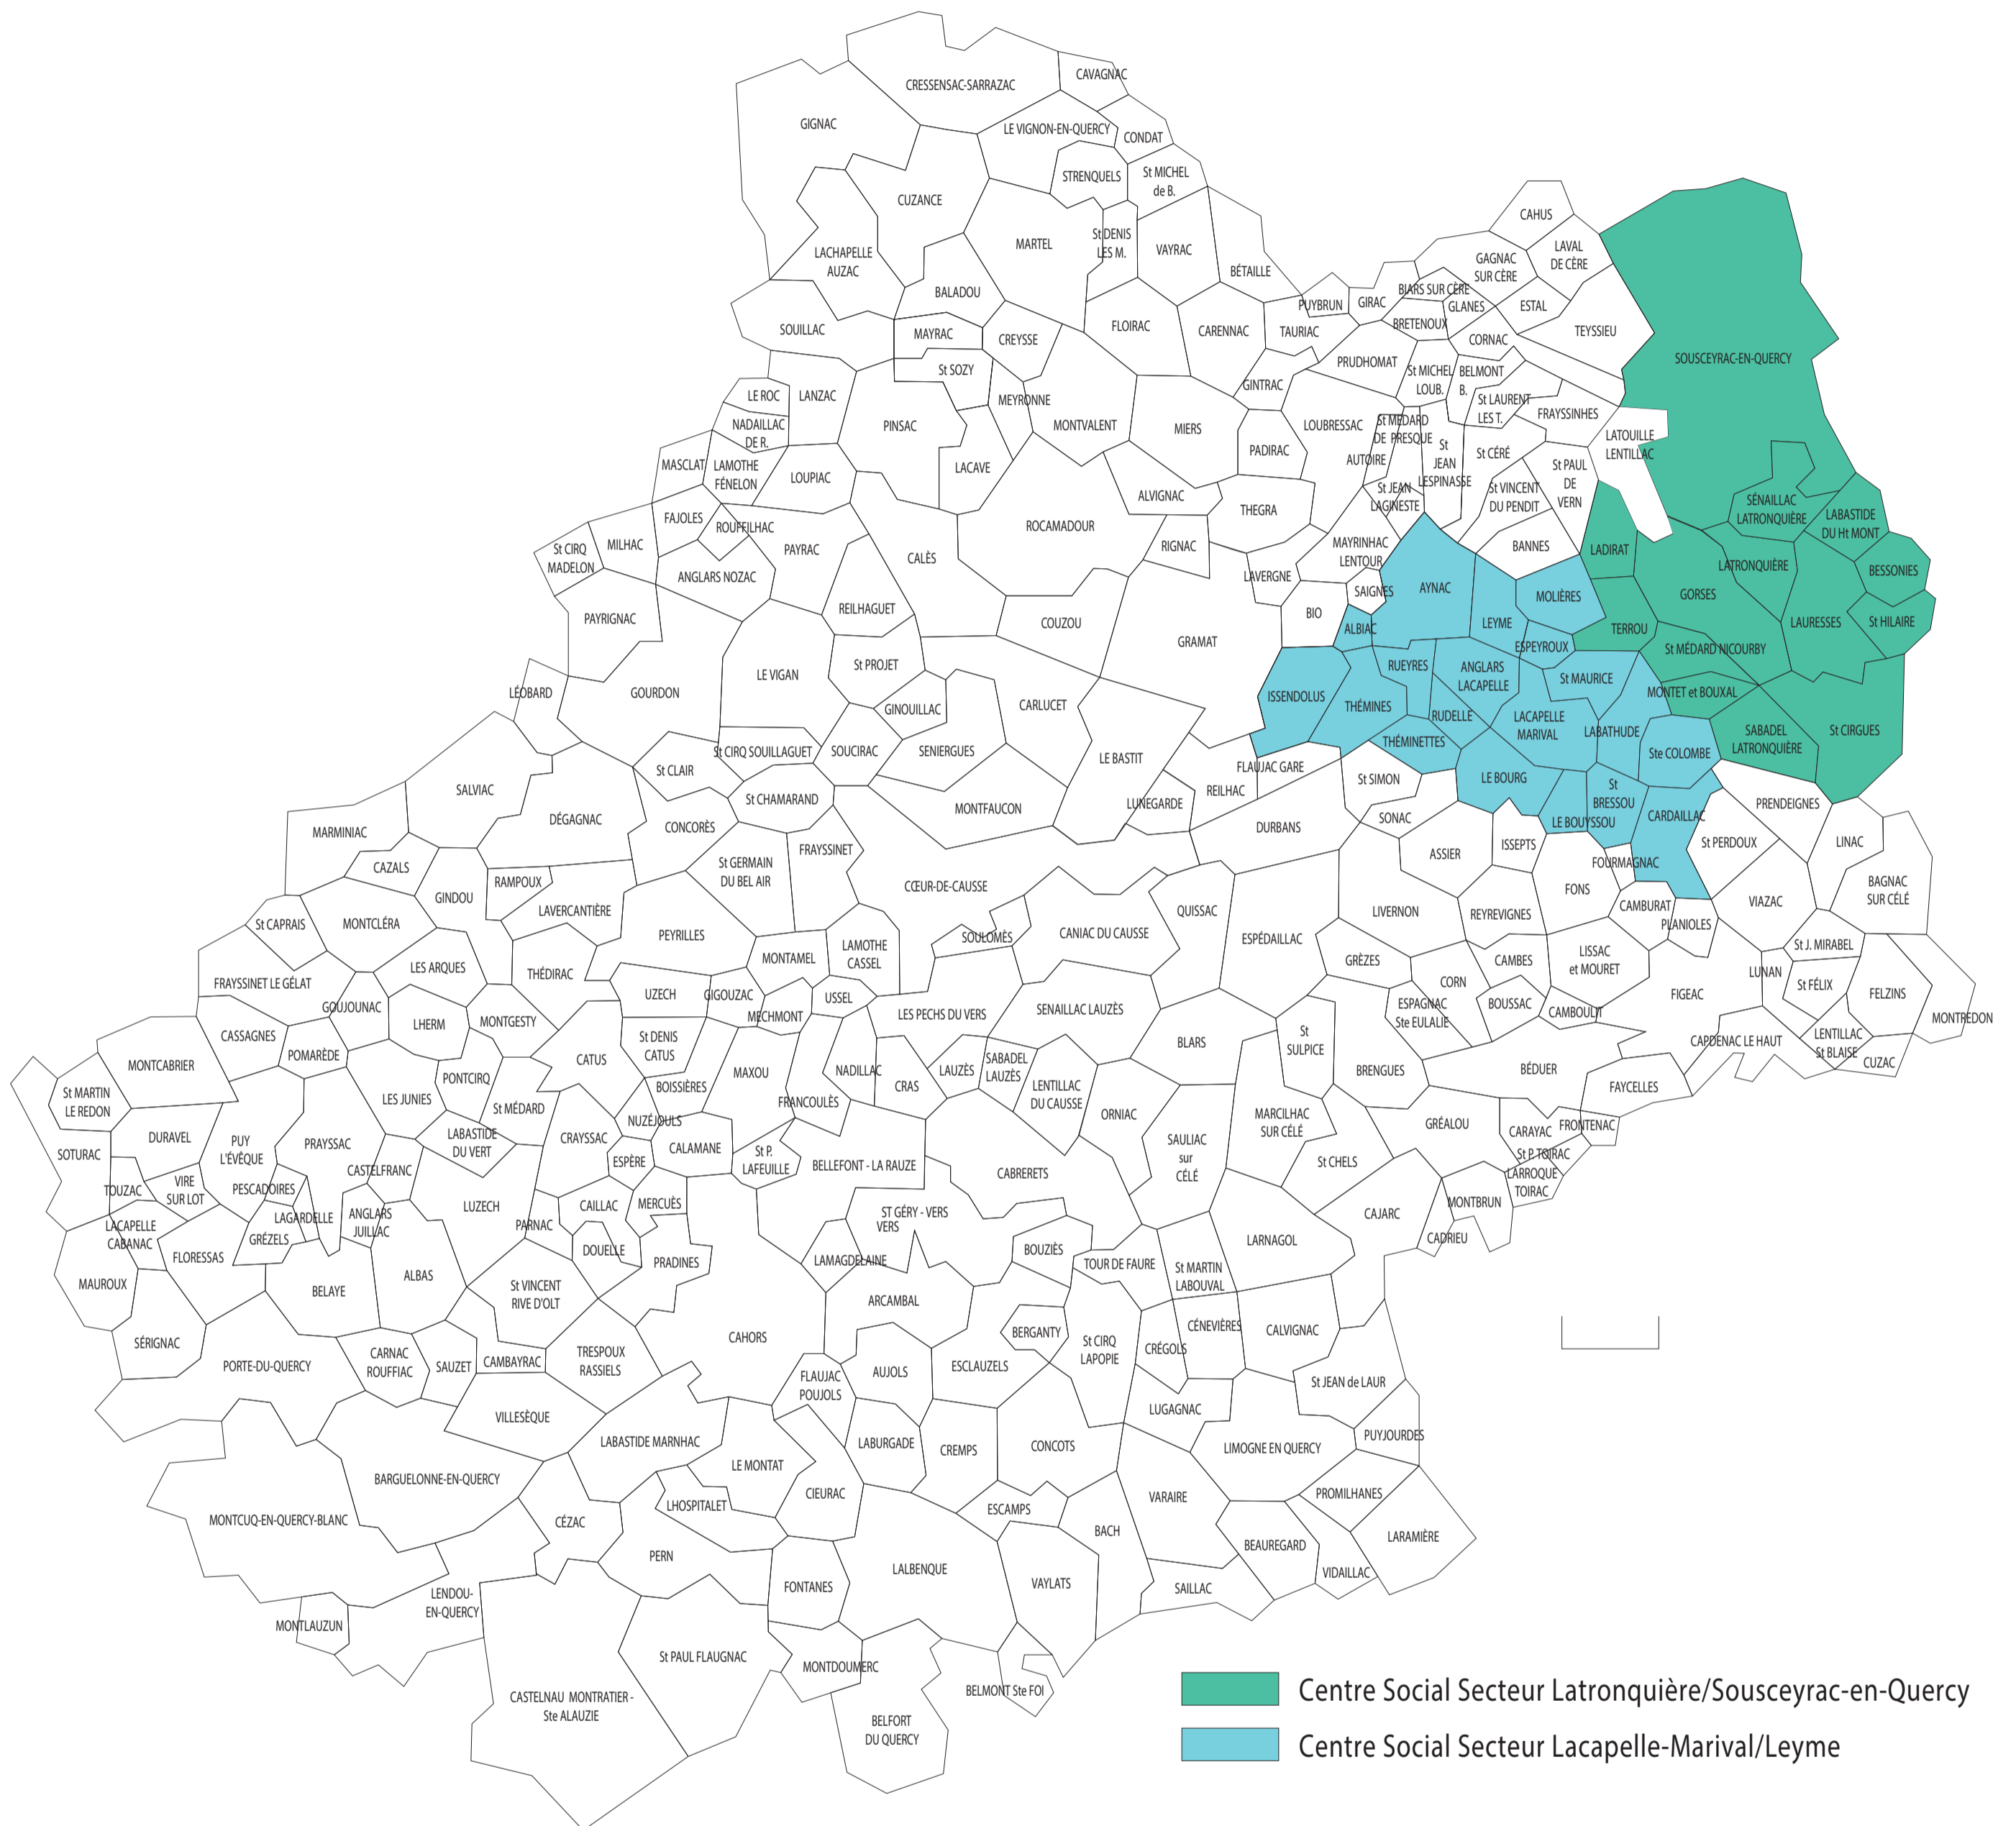 CRESSENSAC-SARRAZAC
CAVAGNAC
GIGNAC
LE VIGNON-EN-QUERCY
CONDAT
STRENQUELS
St MICHEL
de B.
CUZANCE
MARTEL
St DENIS
LES M.
VAYRAC
BÉTAILLE
LACHAPELLE
AUZAC
BALADOU
SOUILLAC
MAYRAC
CREYSSE
FLOIRAC
CARENNAC
TAURIAC
PUYBRUN
GIRAC
BIARS SUR CÈRE
GAGNAC
SUR CÈRE
CAHUS
LAVAL
DE CÈRE
GLANES
ESTAL
BRETENOUX
CORNAC
TEYSSIEU
SOUSCEYRAC-EN-QUERCY
St SOZY
PRUDHOMAT
St MICHEL
LOUB.
BELMONT
B.
GINTRAC
MEYRONNE
LE ROC
LANZAC
NADAILLAC
DE R.
PINSAC
MONTVALENT
MIERS
LOUBRESSAC
St MEDARD
DE PRESQUE
St LAURENT
LES T.
FRAYSSINHES
LATOUILLE
LENTILLAC
PADIRAC
AUTOIRE
St
JEAN
LESPINASSE
St CÉRÉ
St PAUL
DE
VERN
MASCLAT
LAMOTHE
FÉNELON
LOUPIAC
LACAVE
ALVIGNAC
THEGRA
St JEAN
LAGINESTE
St VINCENT
DU PENDIT
SÉNAILLAC
LATRONQUIÈRE
LABASTIDE
DU Ht MONT
FAJOLES
ROUFFILHAC
ROCAMADOUR
RIGNAC
MAYRINHAC
LENTOUR
BANNES
LADIRAT
LATRONQUIÈRE
BESSONIES
St CIRQ
MADELON
MILHAC
PAYRAC
CALÈS
ANGLARS NOZAC
LAVERGNE
SAIGNES
AYNAC
MOLIÈRES
GORSES
REILHAGUET
COUZOU
BIO
ALBIAC
LEYME
LAURESSES
St HILAIRE
PAYRIGNAC
TERROU
GRAMAT
ESPEYROUX
St MÉDARD NICOURBY
LE VIGAN
St PROJET
RUEYRES
ANGLARS
LACAPELLE
St MAURICE
LÉOBARD
GOURDON
ISSENDOLUS
MONTET et BOUXAL
GINOUILLAC
CARLUCET
THÉMINES
RUDELLE
LACAPELLE
MARIVAL
LABATHUDE
SABADEL
LATRONQUIÈRE
St CIRGUES
St CIRQ SOUILLAGUET
SOUCIRAC
SENIERGUES
THÉMINETTES
Ste COLOMBE
St CLAIR
LE BASTIT
FLAUJAC GARE
St SIMON
LE BOURG
St
BRESSOU
SALVIAC
St CHAMARAND
MONTFAUCON
LUNEGARDE
REILHAC
PRENDEIGNES
DÉGAGNAC
CONCORÈS
DURBANS
SONAC
LE BOUYSSOU
CARDAILLAC
MARMINIAC
FRAYSSINET
ISSEPTS
St PERDOUX
LINAC
CAZALS
St GERMAIN
DU BEL AIR
ASSIER
FOURMAGNAC
RAMPOUX
GINDOU
CŒUR-DE-CAUSSE
FONS
BAGNAC
SUR CÉLÉ
LAVERCANTIÈRE
QUISSAC
LIVERNON
REYREVIGNES
CAMBURAT
VIAZAC
St CAPRAIS
MONTCLÉRA
PLANIOLES
PEYRILLES
SOULOMÈS
CANIAC DU CAUSSE
ESPÉDAILLAC
MONTAMEL
LAMOTHE
CASSEL
LISSAC
et MOURET
St J. MIRABEL
LES ARQUES
THÉDIRAC
GRÈZES
CAMBES
LUNAN
FRAYSSINET LE GÉLAT
CORN
St FÉLIX
UZECH
GIGOUZAC
USSEL
FIGEAC
FELZINS
GOUJOUNAC
LES PECHS DU VERS
SENAILLAC LAUZÈS
ESPAGNAC
Ste EULALIE
BOUSSAC
CAMBOULIT
LHERM
MONTGESTY
MECHMONT
MONTREDON
CASSAGNES
St DENIS
CATUS
St
SULPICE
CAPDENAC LE HAUT
LENTILLAC
St BLAISE
POMARÈDE
BLARS
MONTCABRIER
CATUS
CUZAC
SABADEL
LAUZÈS
LAUZÈS
NADILLAC
MAXOU
BRENGUES
BÉDUER
PONTCIRQ
BOISSIÈRES
CRAS
FAYCELLES
St MARTIN
LE REDON
LENTILLAC
DU CAUSSE
LES JUNIES
St MÉDARD
FRANCOULÈS
ORNIAC
MARCILHAC
SUR CÉLÉ
NUZÉJOULS
GRÉALOU
FRONTENAC
CARAYAC
DURAVEL
PUY
L'ÉVÊQUE
PRAYSSAC
LABASTIDE
DU VERT
CRAYSSAC
CALAMANE
SAULIAC
sur
CÉLÉ
SOTURAC
St P.
LAFEUILLE
St P. TOIRAC
ESPÈRE
BELLEFONT - LA RAUZE
CABRERETS
St CHELS
CASTELFRANC
LARROQUE
TOIRAC
TOUZAC
VIRE
SUR LOT
PESCADOIRES
MERCUÈS
CAILLAC
MONTBRUN
LUZECH
LAGARDELLE
ANGLARS
JUILLAC
ST GÉRY - VERS
VERS
CAJARC
LACAPELLE
CABANAC
PARNAC
GRÉZELS
CADRIEU
FLORESSAS
DOUELLE
LARNAGOL
BOUZIÈS
PRADINES
LAMAGDELAINE
TOUR DE FAURE
ALBAS
St MARTIN
LABOUVAL
MAUROUX
BELAYE
St VINCENT
RIVE D'OLT
ARCAMBAL
SÉRIGNAC
CAHORS
BERGANTY
CÉNEVIÈRES
CALVIGNAC
St CIRQ
LAPOPIE
CRÉGOLS
CARNAC
ROUFFIAC
SAUZET
CAMBAYRAC
TRESPOUX
RASSIELS
PORTE-DU-QUERCY
AUJOLS
ESCLAUZELS
FLAUJAC
POUJOLS
St JEAN de LAUR
VILLESÈQUE
LUGAGNAC
PUYJOURDES
LABASTIDE MARNHAC
LABURGADE
CREMPS
CONCOTS
LIMOGNE EN QUERCY
LE MONTAT
BARGUELONNE-EN-QUERCY
CIEURAC
VARAIRE
PROMILHANES
LHOSPITALET
ESCAMPS
MONTCUQ-EN-QUERCY-BLANC
CÉZAC
BACH
LARAMIÈRE
BEAUREGARD
PERN
LALBENQUE
VIDAILLAC
FONTANES
VAYLATS
SAILLAC
LENDOU-
EN-QUERCY
MONTLAUZUN
St PAUL FLAUGNAC
MONTDOUMERC
BELMONT Ste FOI
CASTELNAU MONTRATIER -
Ste ALAUZIE
BELFORT
DU QUERCY
Centre Social Secteur Latronquière/Sousceyrac-en-Quercy
Centre Social Secteur Lacapelle-Marival/Leyme